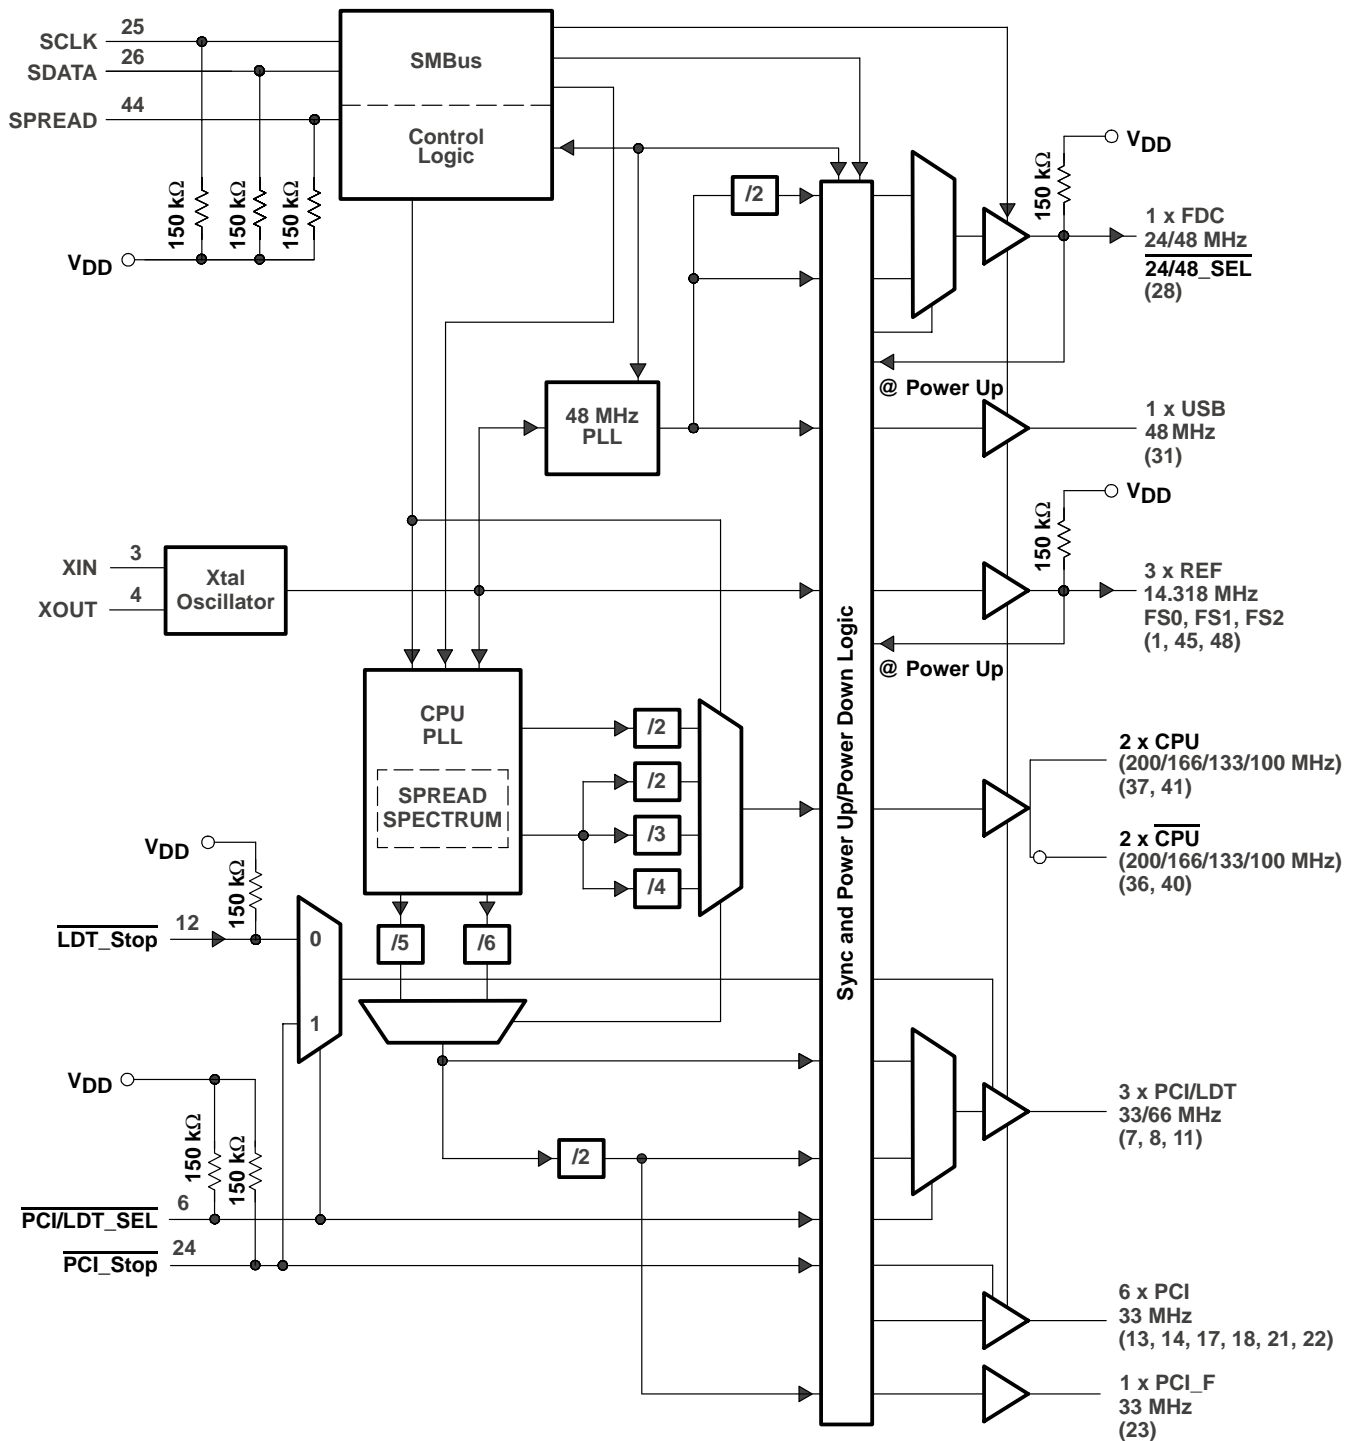 SCLK
25
SDATA
26
SPREAD
44
150 kΩ
150 kΩ
150 kΩ
VDD
SMBus
Control
Logic
/2
VDD
150 kΩ
1 x FDC
24/48 MHz
24/48_SEL
(28)
@ Power Up
48 MHz
PLL
1 x USB
48 MHz
(31)
VDD
150 kΩ
XIN
3
XOUT
4
Xtal
Oscillator
3 x REF
14.318 MHz
FS0, FS1, FS2
(1, 45, 48)
@ Power Up
Sync and Power Up/Power Down Logic
CPU
PLL
SPREAD
SPECTRUM
/2
/2
/3
/4
2 x CPU
(200/166/133/100 MHz)
(37, 41)
2 x CPU
(200/166/133/100 MHz)
(36, 40)
VDD
150 kΩ
LDT_Stop
12
0
1
/5
/6
VDD
150 kΩ
150 kΩ
/2
3 x PCI/LDT
33/66 MHz
(7, 8, 11)
PCI/LDT_SEL
6
PCI_Stop
24
6 x PCI
33 MHz
(13, 14, 17, 18, 21, 22)
1 x PCI_F
33 MHz
(23)